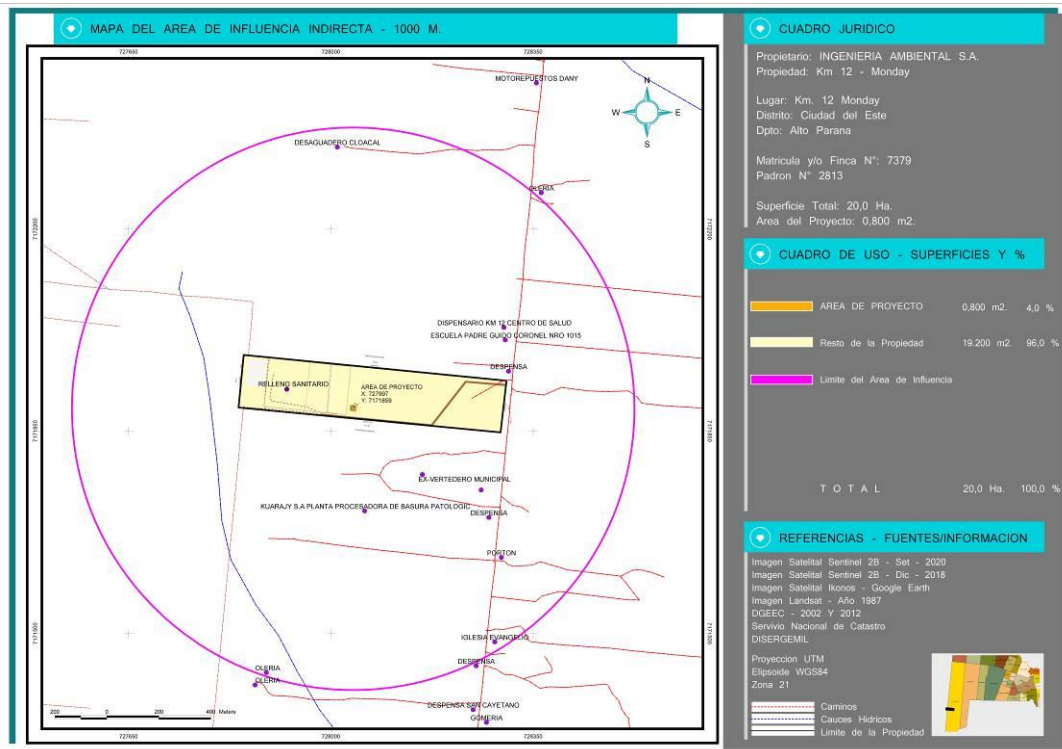 MAPA DEL AREA DE INFLUENCIA INDIRECTA - 1000 M.
727650
728000
728350
MOTOREPUESTOS DANY
N
W
E
S
DESAGUADERO CLOACAL
OLERIA
7172200
7172200
DISPENSARIO KM 12 CENTRO DE SALUD
ESCUELA PADRE GUIDO CORONEL NRO 1015
DESPENSA
RELLENO SANITARIO
AREA DE PROYECTO
X: 727997
Y: 7171859
7171850
7171850
EX-VERTEDERO MUNICIPAL
KUARAJY S.A PLANTA PROCESADORA DE BASURA PATOLOGIC
DESPENSA
PORTON
7171500
7171500
IGLESIA EVANGELIO
DESPENSA
OLERIA
OLERIA
DESPENSA SAN CAYETANO
GOMERIA
200
0
200
400 Meters
727650
728000
728350
CUADRO JURIDICO
Propietario: INGENIERIA AMBIENTAL S.A.
Propiedad: Km 12 - Monday
Lugar: Km. 12 Monday
Distrito: Ciudad del Este
Dpto: Alto Parana
Matricula y/o Finca N°: 7379
Padron N° 2813
Superficie Total: 20,0 Ha.
Area del Proyecto: 0,800 m2.
CUADRO DE USO - SUPERFICIES Y %
AREA DE PROYECTO 0,800 m2. 4,0 %
Resto de la Propiedad 19.200 m2. 96,0 %
Limite del Area de Influencia
T O T A L 20,0 Ha. 100,0 %
REFERENCIAS - FUENTES/INFORMACION
Imagen Satelital Sentinel 2B - Set - 2020
Imagen Satelital Sentinel 2B - Dic - 2018
Imagen Satelital Ikonos - Google Earth
Imagen Landsat - Año 1987
DGEEC - 2002 Y 2012
Servivio Nacional de Catastro
DISERGEMIL
Proyeccion UTM
Elipsoide WGS84
Zona 21
Caminos
Cauces Hidricos
Limite de la Propiedad